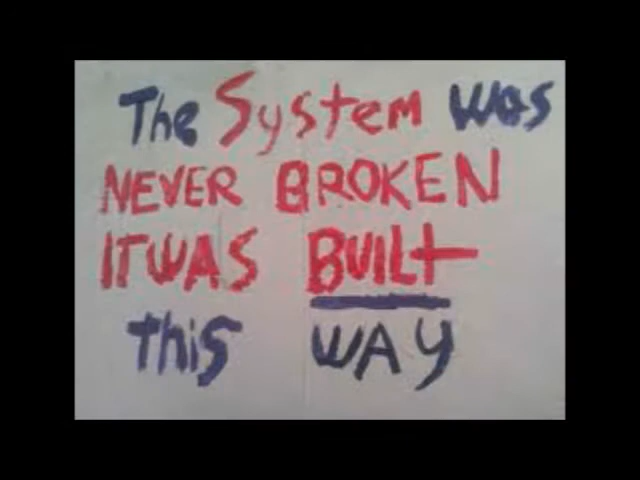 The System was
NEVER BROKEN
IT WAS BUILt
thiS WAY